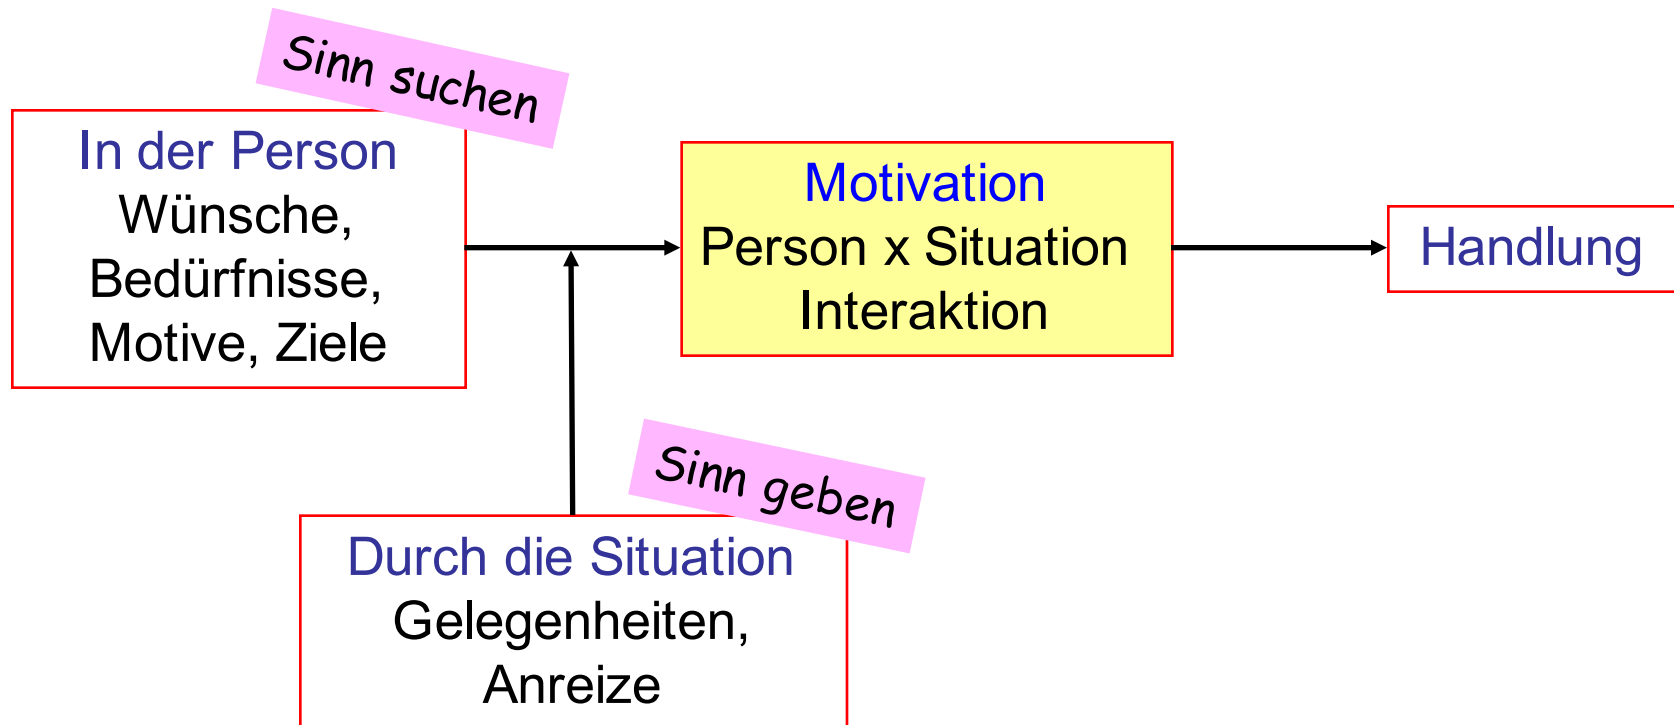 Sinn suchen
In der Person
Wünsche,
Bedürfnisse,
Motive, Ziele
Motivation
Person x Situation
Interaktion
Handlung
Sinn geben
Durch die Situation
Gelegenheiten,
Anreize